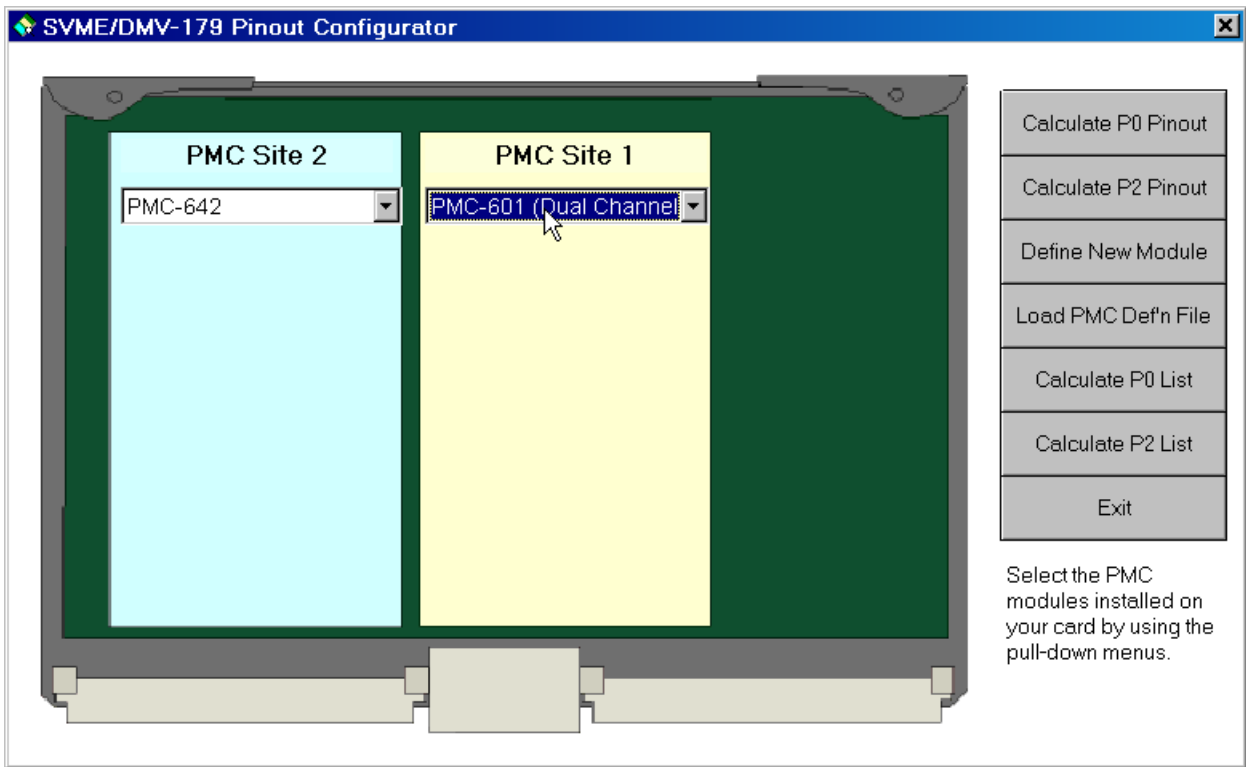 SVME/DMV-179 Pinout Configurator
PMC Site 2
PMC Site 1
PMC-642
PMC-601 (Dual Channel
Calculate P0 Pinout
Calculate P2 Pinout
Define New Module
Load PMC Def'n File
Calculate P0 List
Calculate P2 List
Exit
Select the PMC
modules installed on
your card by using the
pull-down menus.